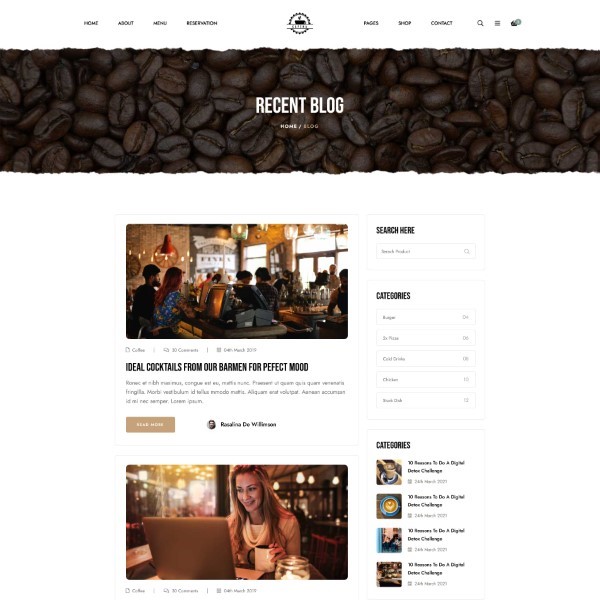 HOME
ABOUT
MENU
RESERVATION
COFFEE
PAGES
SHOP
CONTACT
RECENT BLOG
HOME / BLOG
Coffee
30 Comments
04th March 2019
IDEAL COCKTAILS FROM OUR BARMEN FOR PEFECT MOOD
Ronec et nibh maximus, congue est eu, mattis nunc. Praesent ut quam quis quam venenatis
fringilla. Morbi vestibulum id tellus mmodo mattis. Aliquam erat volutpat. Aenean accumsan
id mi nec semper. Lorem ipsum.
READ MORE
Rosalina De Willimson
Coffee
30 Comments
04th March 2019
SEARCH HERE
Search Product
CATEGORIES
Burger
04
Zx Pizza
06
Cold Drinks
08
Chicken
10
Stuck Dish
12
CATEGORIES
10 Reasons To Do A Digital
Detox Challenge
24th March 2021
10 Reasons To Do A Digital
Detox Challenge
24th March 2021
10 Reasons To Do A Digital
Detox Challenge
24th March 2021
10 Reasons To Do A Digital
Detox Challenge
24th March 2021